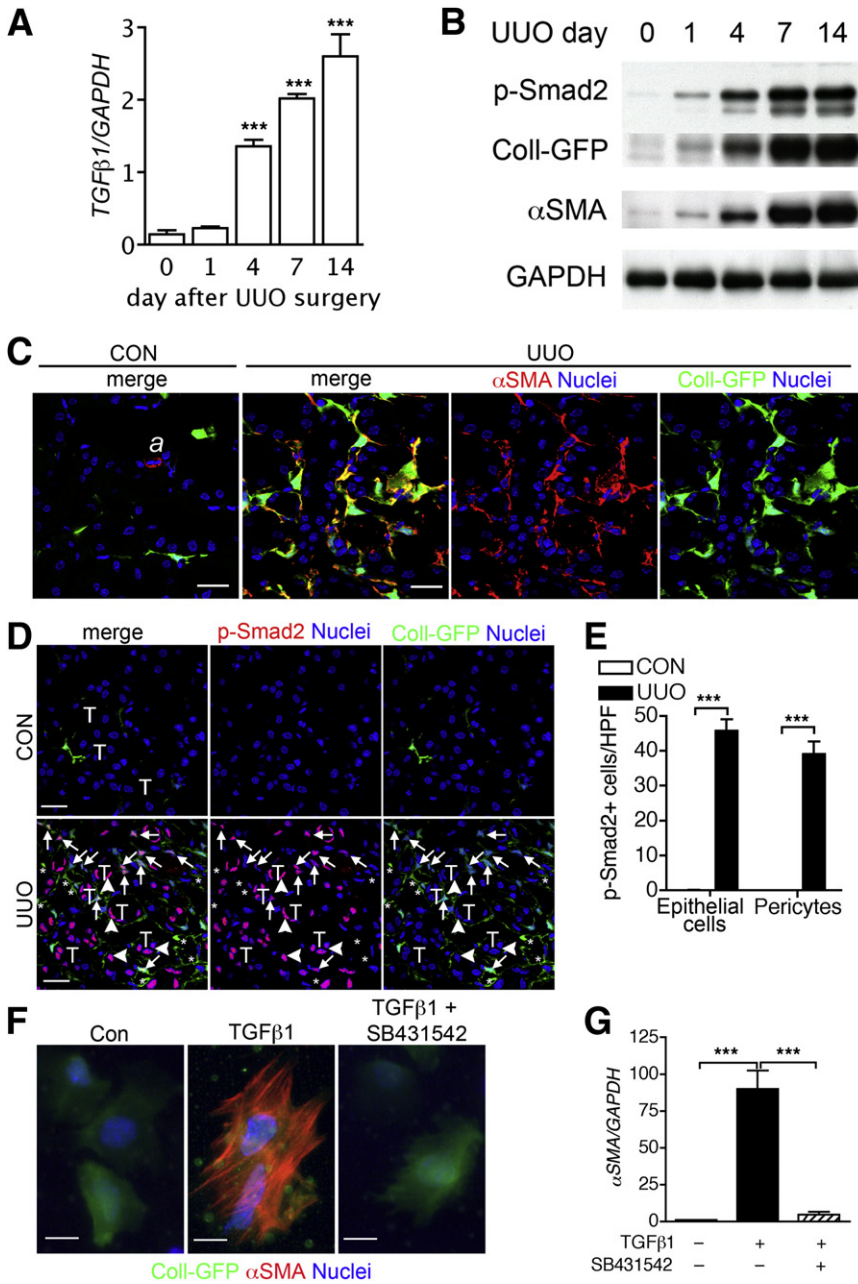 A
TGFβ1/GAPDH
3
2
1
0
***
***
***
0 1 4 7 14
day after UUO surgery
B
UUO day 0 1 4 7 14
p-Smad2
Coll-GFP
αSMA
GAPDH
C
CON UUO
merge merge αSMA Nuclei Coll-GFP Nuclei
a
D
merge p-Smad2 Nuclei Coll-GFP Nuclei
CON
T
T
T
UUO
* * * * * * * *
T T T T T T
T T T T T T
T T T T T T
E
CON
UUO
p-Smad2+ cells/HPF
50
40
30
20
10
0
***
***
Epithelial cells
Pericytes
F
Con TGFβ1 TGFβ1 + SB431542
Coll-GFP αSMA Nuclei
G
αSMA/GAPDH
125
100
75
50
25
0
*** ***
TGFβ1 – + +
SB431542 – – +